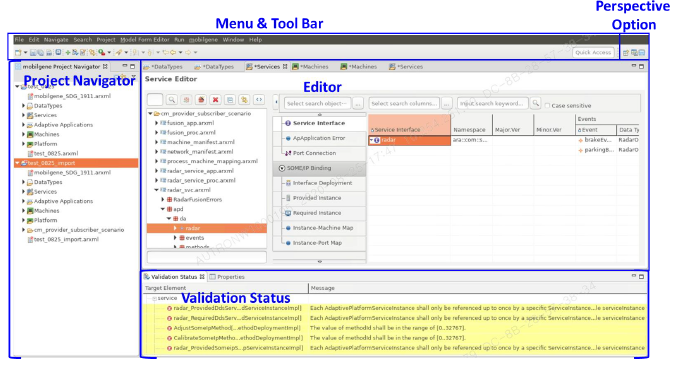 Perspective
Option
Menu & Tool Bar
File Edit Navigate Search Project Model Form Editor Run mobilgene Window Help
Quick Access
mobilgene Project Navigator
Project Navigator
test_0825
mobilgene_SDG_1911.arxml
DataTypes
Services
Adaptive Applications
Machines
Platform
test_0825.arxml
test_0825_import
mobilgene_SDG_1911.arxml
DataTypes
Services
Adaptive Applications
Machines
Platform
cm_provider_subscriber_scenario
test_0825_import.arxml
*DataTypes *DataTypes *Services *Machines *Machines *Services
Service Editor
Editor
Select search object-- ... Select search columns... ... Input search keyword... Case sensitive
cm_provider_subscriber_scenario
fusion_app.arxml
fusion_proc.arxml
machine_manifest.arxml
network_manifest.arxml
process_machine_mapping.arxml
radar_service_app.arxml
radar_service_proc.arxml
radar_svc.arxml
RadarFusionErrors
apd
da
radar
events
methods
Service Interface
ApApplication Error
Port Connection
SOME/IP Binding
Interface Deployment
Provided Instance
Required Instance
Instance-Machine Map
Instance-Port Map
Events
Service Interface Namespace Major.Ver Minor.Ver Event Data Ty
radar ara::com::s... brakeEv... RadarO
parkingB... RadarO
Validation Status Properties
Target Element Message
service
Validation Status
radar_ProvidedDdsServ...dServiceInstanceImpl] Each AdaptivePlatformServiceInstance shall only be referenced up to once by a specific ServiceInstance...le serviceInstance
radar_RequiredDdsServ...dServiceInstanceImpl] Each AdaptivePlatformServiceInstance shall only be referenced up to once by a specific ServiceInstance...le serviceInstance
AdjustSomeIpMethod[...ethodDeploymentImpl] The value of methodId shall be in the range of [0..32767].
CalibrateSomeIpMetho...ethodDeploymentImpl] The value of methodId shall be in the range of [0..32767].
radar_ProvidedSomeipS...pServiceInstanceImpl] Each AdaptivePlatformServiceInstance shall only be referenced up to once by a specific ServiceInstance...le serviceInstance